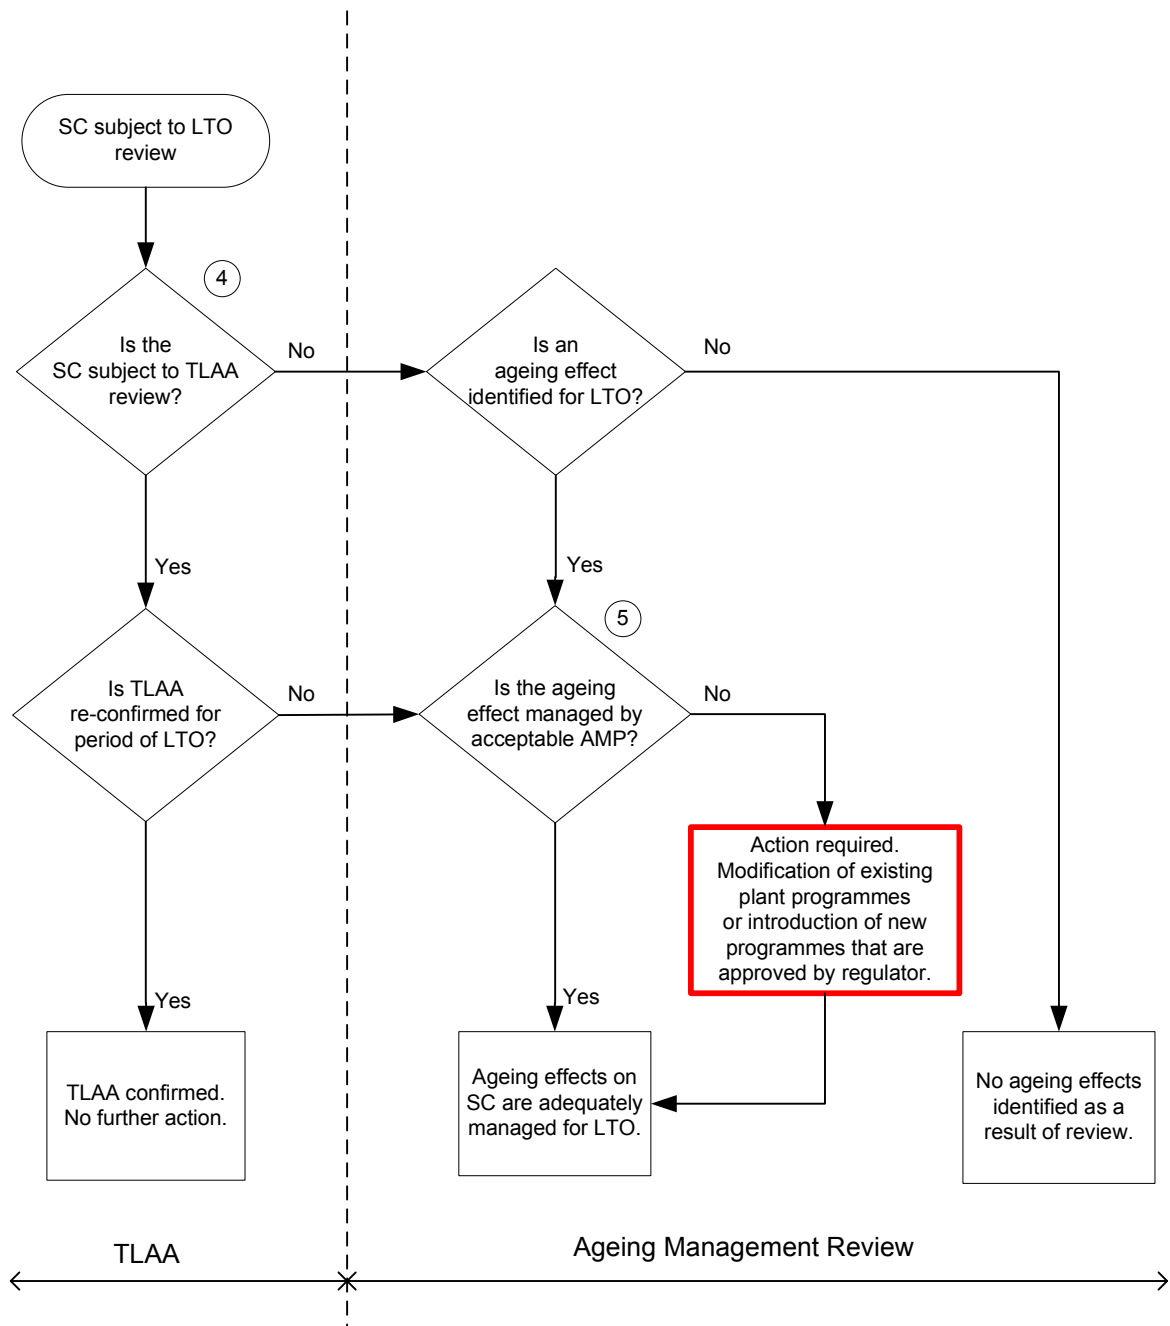 SC subject to LTO
review
4
Is the
SC subject to TLAA
review?
No
Is an
ageing effect
identified for LTO?
No
Yes
Yes
5
Is TLAA
re-confirmed for
period of LTO?
No
Is the ageing
effect managed by
acceptable AMP?
No
Action required.
Modification of existing
plant programmes
or introduction of new
programmes that are
approved by regulator.
Yes
Yes
TLAA confirmed.
No further action.
Ageing effects on
SC are adequately
managed for LTO.
No ageing effects
identified as a
result of review.
TLAA
Ageing Management Review